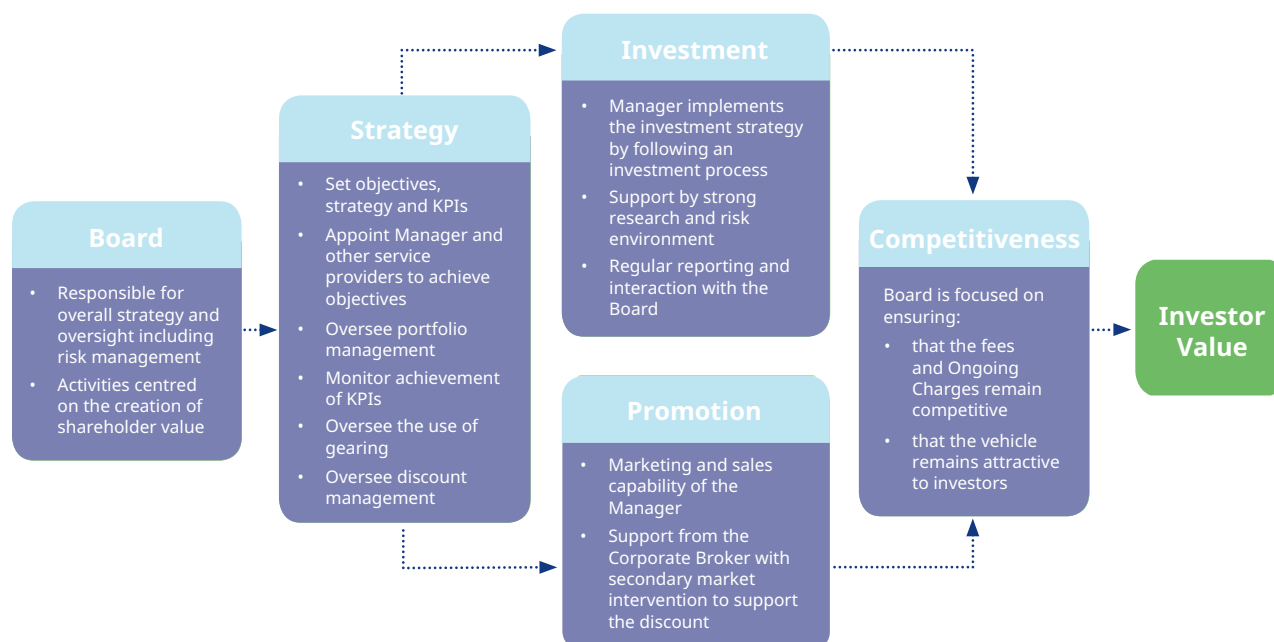 Board
• Responsible for
overall strategy and
oversight including
risk management
• Activities centred
on the creation of
shareholder value
Strategy
• Set objectives,
strategy and KPIs
• Appoint Manager and
other service
providers to achieve
objectives
• Oversee portfolio
management
• Monitor achievement
of KPIs
• Oversee the use of
gearing
• Oversee discount
management
Investment
• Manager implements
the investment strategy
by following an
investment process
• Support by strong
research and risk
environment
• Regular reporting and
interaction with the
Board
Promotion
• Marketing and sales
capability of the
Manager
• Support from the
Corporate Broker with
secondary market
intervention to support
the discount
Competitiveness
Board is focused on
ensuring:
• that the fees
and Ongoing
Charges remain
competitive
• that the vehicle
remains attractive
to investors
Investor
Value